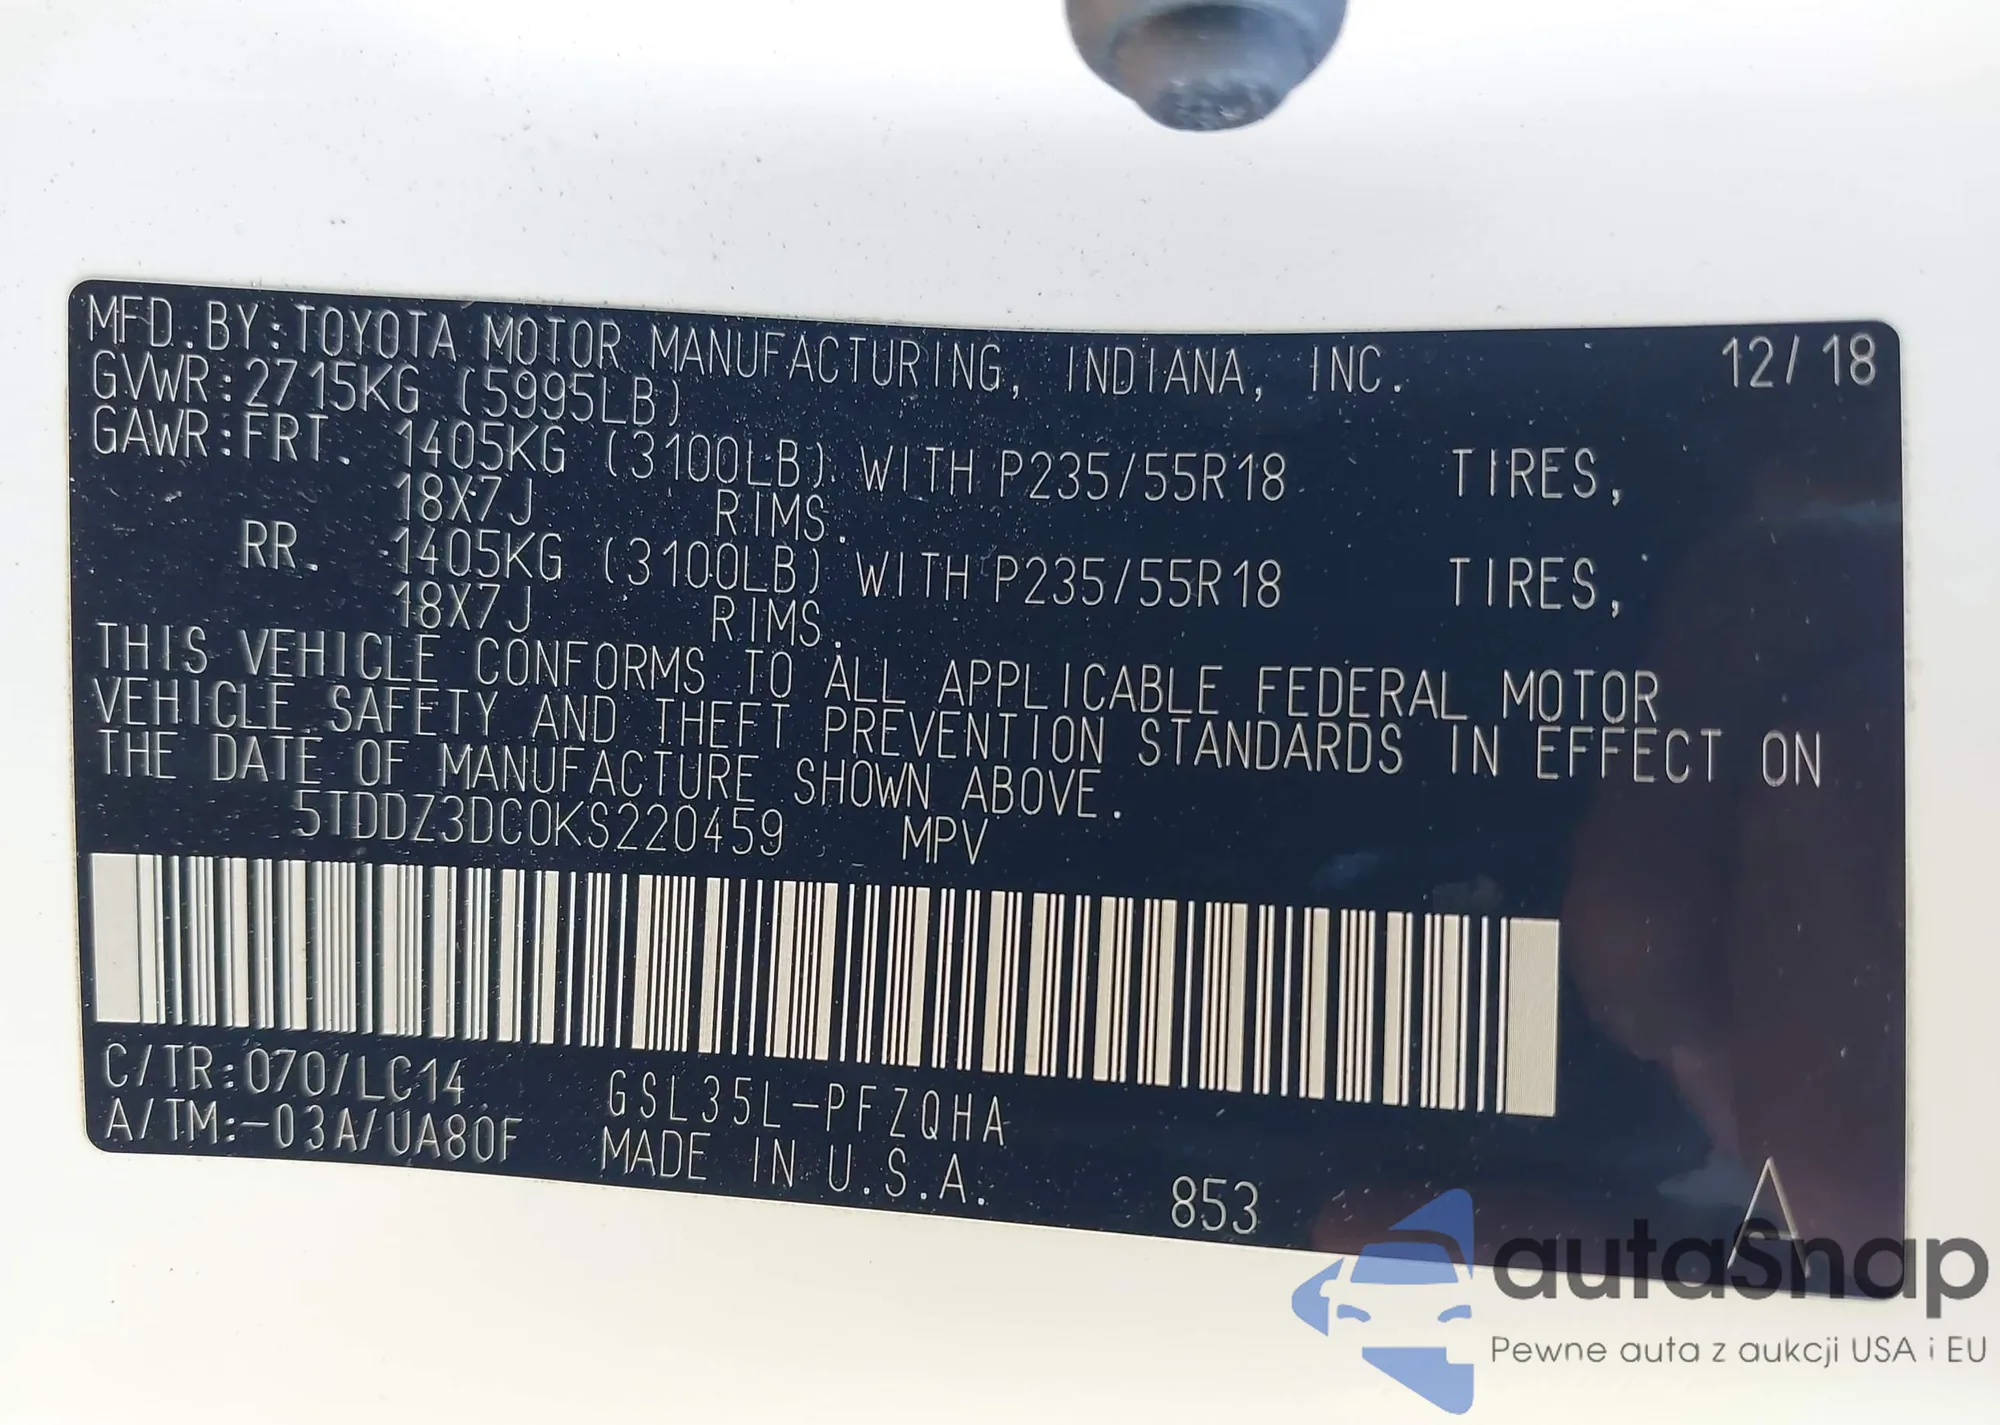 MFD. BY: TOYOTA MOTOR MANUFACTURING, INDIANA, INC. 12/18
GVWR: 2715KG (5995LB)
GAWR: FRT. 1405KG (3100LB) WITH P235/55R18 TIRES,
18X7J RIMS.
RR. 1405KG (3100LB) WITH P235/55R18 TIRES,
18X7J RIMS.
THIS VEHICLE CONFORMS TO ALL APPLICABLE FEDERAL MOTOR
VEHICLE SAFETY AND THEFT PREVENTION STANDARDS IN EFFECT ON
THE DATE OF MANUFACTURE SHOWN ABOVE.
5TDDZ3DC0KS220459 MPV
C/TR: 070/LC14 GSL35L-PFZQHA
A/TM: -03A/UA80F MADE IN U.S.A.
853 A
autaSnap
Pewne auta z aukcji USA i EU